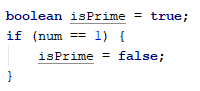 boolean isPrime = true;
if (num == 1) {
    isPrime = false;
}